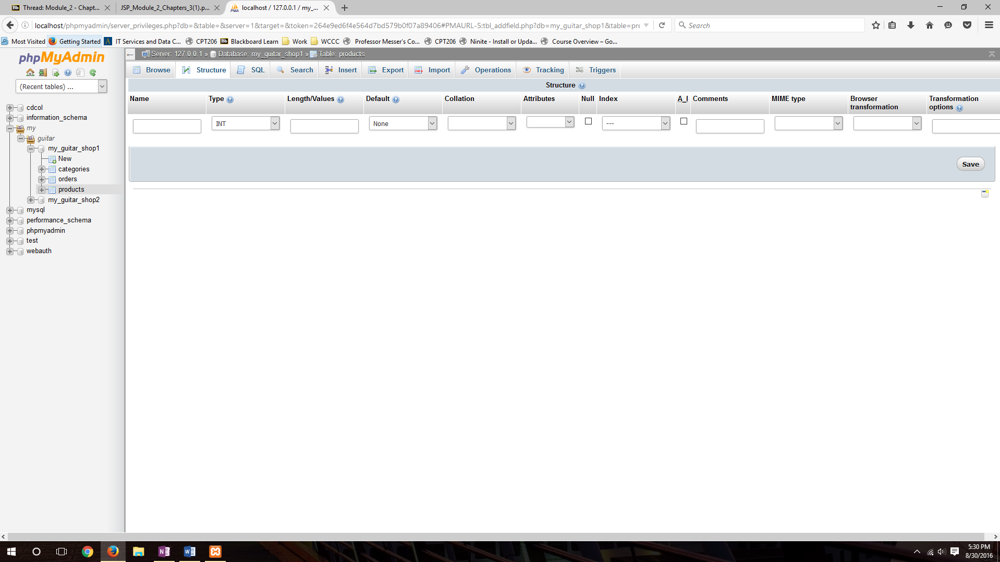 Bb Thread: Module_2 - Chapt...
JSP_Module_2_Chapters_3(1).p...
PMA localhost / 127.0.0.1 / my_...
localhost/phpmyadmin/server_privileges.php?db=&table=&server=1&target=&token=264e9ed6f4e564d7bd579b0f07a89406#PMAURL-5:tbl_addfield.php?db=my_guitar_shop1&table=pro
Search
Most Visited Getting Started A IT Services and Data C... CPT206 Bb Blackboard Learn Work WCCC Professor Messer's Co... CPT206 Ninite - Install or Upda... Course Overview – Go...
phpMyAdmin
(Recent tables) ...
cdcol
information_schema
my
guitar
my_guitar_shop1
New
categories
orders
products
my_guitar_shop2
mysql
performance_schema
phpmyadmin
test
webauth
Server: 127.0.0.1 » Database: my_guitar_shop1 » Table: products
Browse Structure SQL Search Insert Export Import Operations Tracking Triggers
Structure
Name Type Length/Values Default Collation Attributes Null Index A_I Comments MIME type Browser transformation Transformation options
INT None ---
Save
5:30 PM
8/30/2016